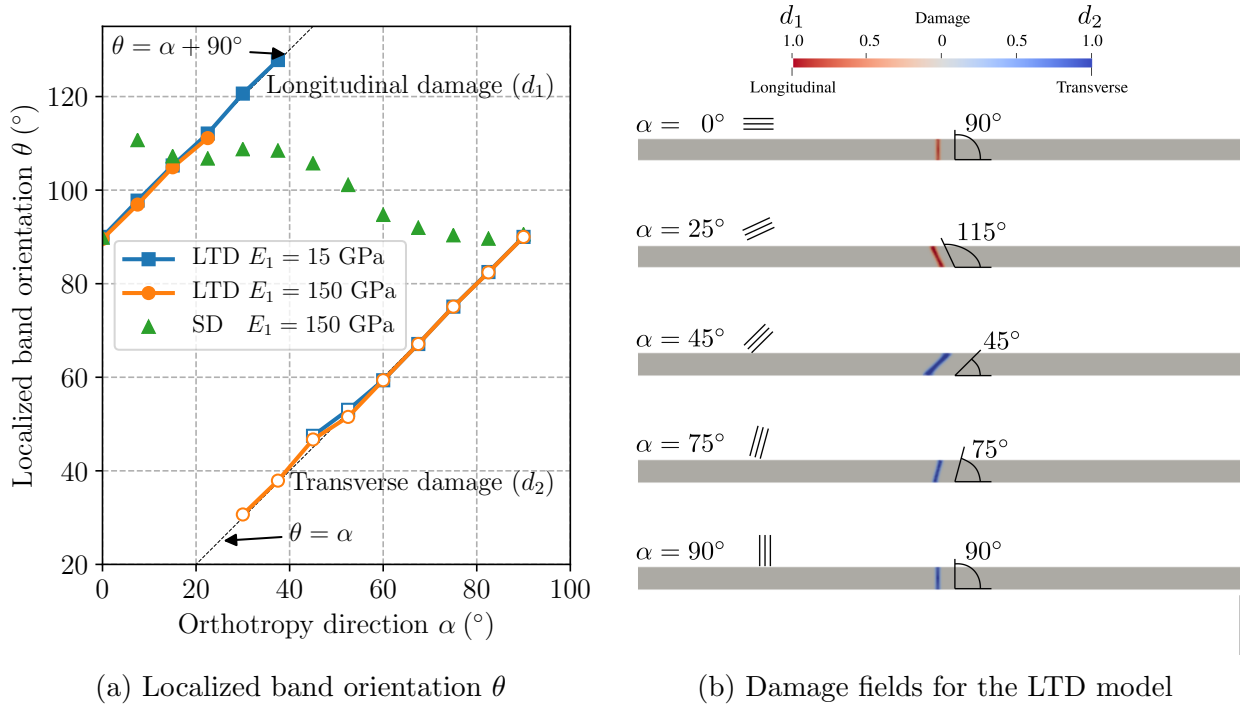 θ = α + 90°
Longitudinal damage (d₁)
Transverse damage (d₂)
θ = α
LTD E₁ = 15 GPa
LTD E₁ = 150 GPa
SD E₁ = 150 GPa
120
100
80
60
40
20
0 20 40 60 80 100
Localized band orientation θ (°)
Orthotropy direction α (°)
(a) Localized band orientation θ
d₁ Damage d₂
1.0 0.5 0 0.5 1.0
Longitudinal Transverse
α = 0° 90°
α = 25° 115°
α = 45° 45°
α = 75° 75°
α = 90° 90°
(b) Damage fields for the LTD model